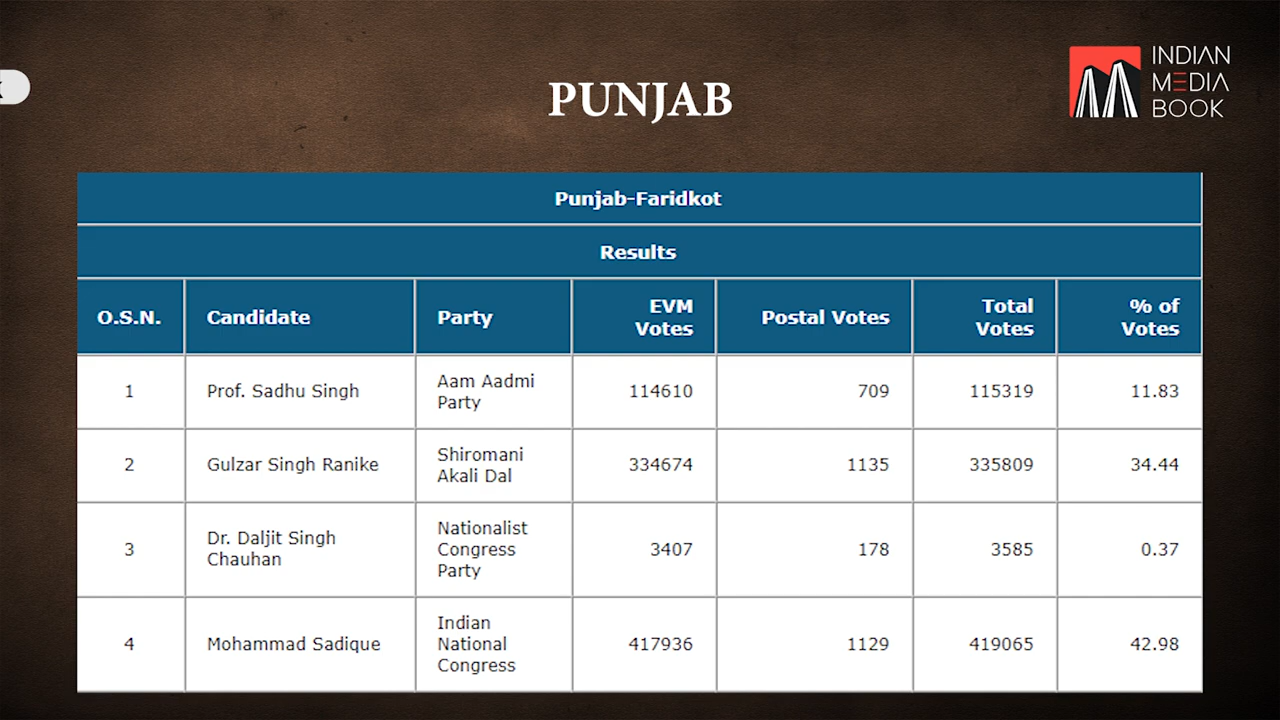 PUNJAB
INDIAN
MEDIA
BOOK
Punjab-Faridkot
Results
O.S.N. Candidate Party EVM Votes Postal Votes Total Votes % of Votes
1 Prof. Sadhu Singh Aam Aadmi Party 114610 709 115319 11.83
2 Gulzar Singh Ranike Shiromani Akali Dal 334674 1135 335809 34.44
3 Dr. Daljit Singh Chauhan Nationalist Congress Party 3407 178 3585 0.37
4 Mohammad Sadique Indian National Congress 417936 1129 419065 42.98